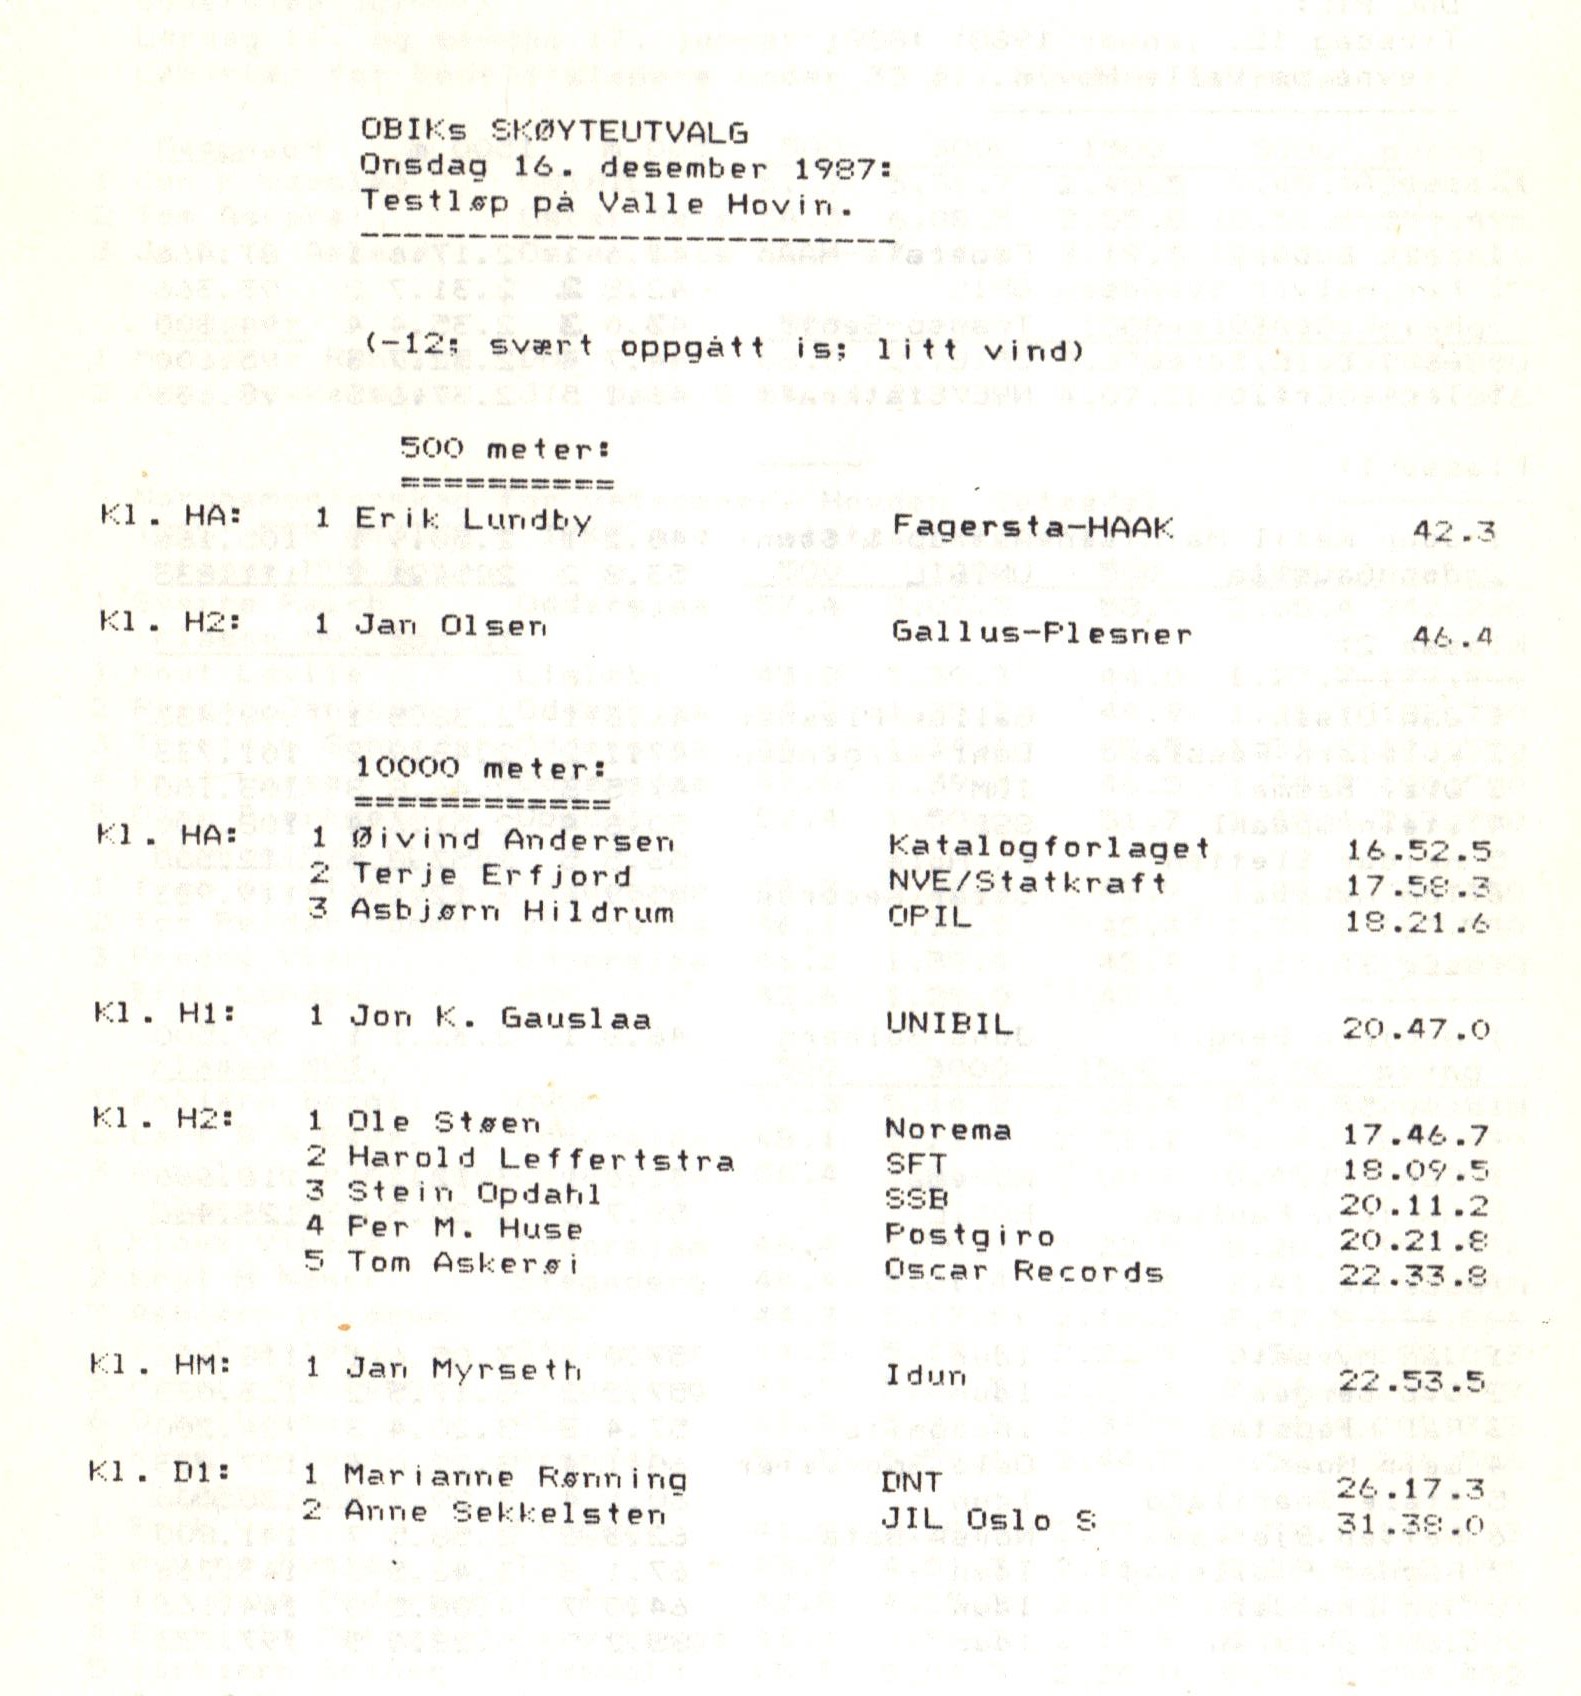 OBIKs SKØYTEUTVALG
Onsdag 16. desember 1987:
Testløp på Valle Hovin.
(-12; svært oppgått is; litt vind)
500 meter:
Kl. HA: 1 Erik Lundby Fagersta-HAAK 42.3
Kl. H2: 1 Jan Olsen Gallus-Plesner 46.4
10000 meter:
Kl. HA: 1 Øivind Andersen Katalogforlaget 16.52.5
2 Terje Erfjord NVE/Statkraft 17.58.3
3 Asbjørn Hildrum OPIL 18.21.6
Kl. H1: 1 Jon K. Gauslaa UNIBIL 20.47.0
Kl. H2: 1 Ole Støen Norema 17.46.7
2 Harold Leffertstra SFT 18.09.5
3 Stein Opdahl SSB 20.11.2
4 Per M. Huse Postgiro 20.21.8
5 Tom Askerøi Oscar Records 22.33.8
Kl. HM: 1 Jan Myrseth Idun 22.53.5
Kl. D1: 1 Marianne Rønning DNT 26.17.3
2 Anne Sekkelsten JIL Oslo S 31.38.0